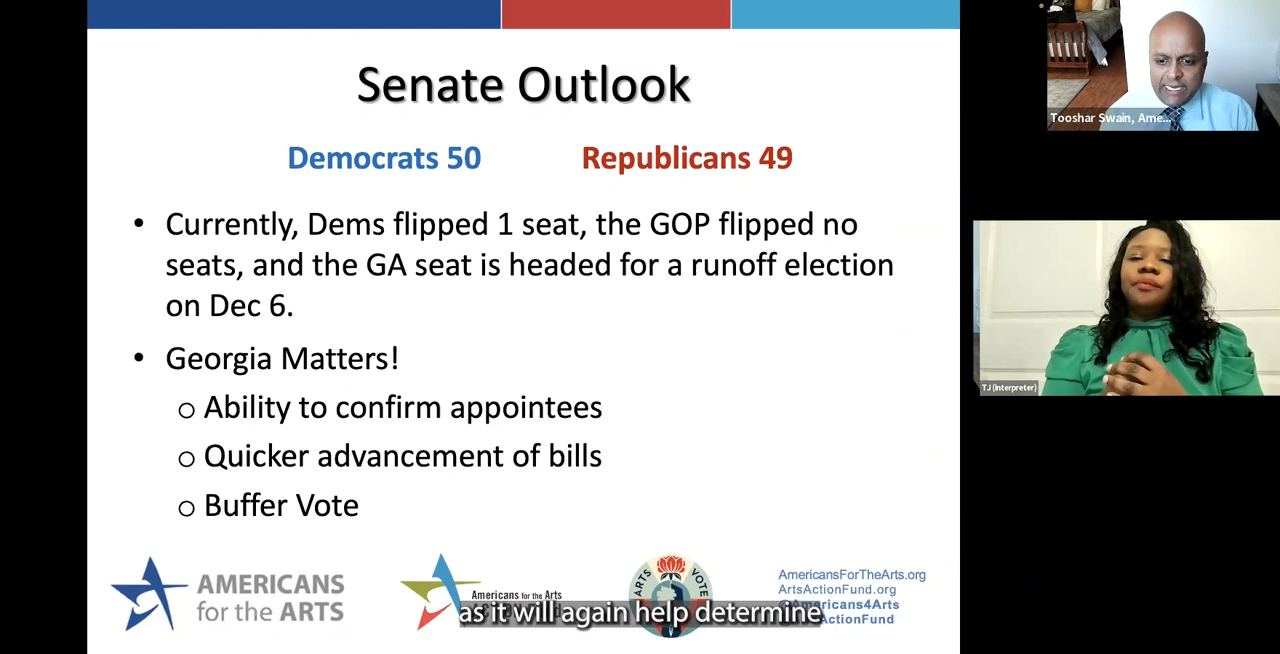 Senate Outlook
Democrats 50 Republicans 49
• Currently, Dems flipped 1 seat, the GOP flipped no
seats, and the GA seat is headed for a runoff election
on Dec 6.
• Georgia Matters!
o Ability to confirm appointees
o Quicker advancement of bills
o Buffer Vote
AMERICANS
for the ARTS
Americans for the Arts
ARTS VOTE
AmericansForTheArts.org
ArtsActionFund.org
@Americans4Arts
ActionFund
as it will again help determine
Tooshar Swain, Ame...
TJ (Interpreter)